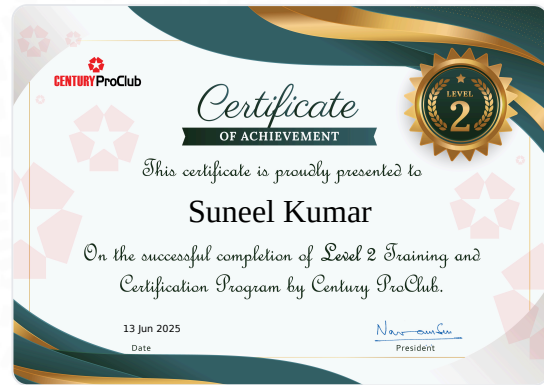 CENTURY ProClub
Certificate
OF ACHIEVEMENT
LEVEL
2
This certificate is proudly presented to
Suneel Kumar
On the successful completion of Level 2 Training and
Certification Program by Century ProClub.
13 Jun 2025
Date
President